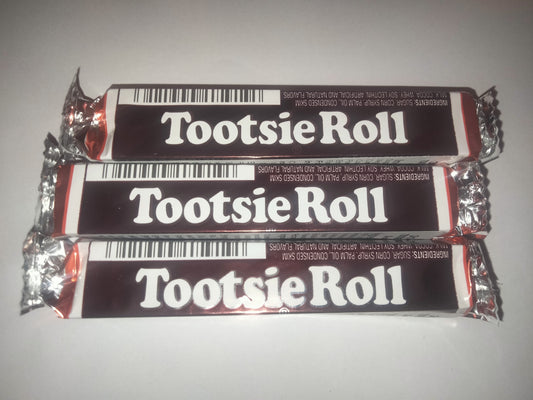 INGREDIENTS: SUGAR, CORN SYRUP, PALM OIL, CONDENSED SKIM
MILK, COCOA, WHEY, SOY LECITHIN, ARTIFICIAL AND NATURAL FLAVORS
Tootsie Roll
INGREDIENTS: SUGAR, CORN SYRUP, PALM OIL, CONDENSED SKIM
MILK, COCOA, WHEY, SOY LECITHIN, ARTIFICIAL AND NATURAL FLAVORS
Tootsie Roll
INGREDIENTS: SUGAR, CORN SYRUP, PALM OIL, CONDENSED SKIM
MILK, COCOA, WHEY, SOY LECITHIN, ARTIFICIAL AND NATURAL FLAVORS
Tootsie Roll
®